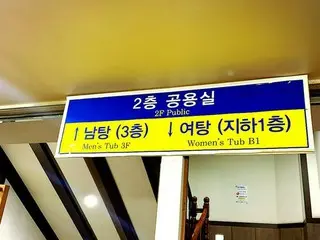 2층 공용실
2F Public
↑ 남탕 (3층) ↓ 여탕 (지하1층)
Men's Tub 3F Women's Tub B1